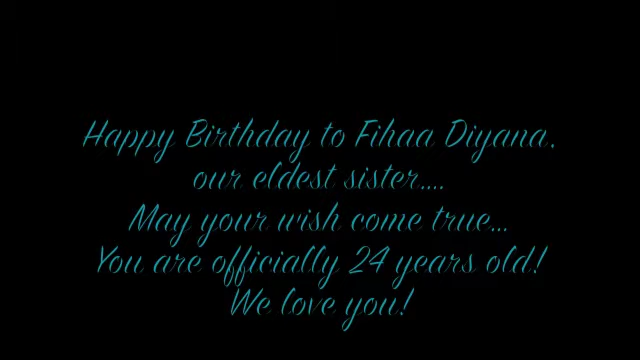 Happy Birthday to Fihaa Diyana.
our eldest sister....
May your wish come true...
You are officially 24 years old!
We love you!